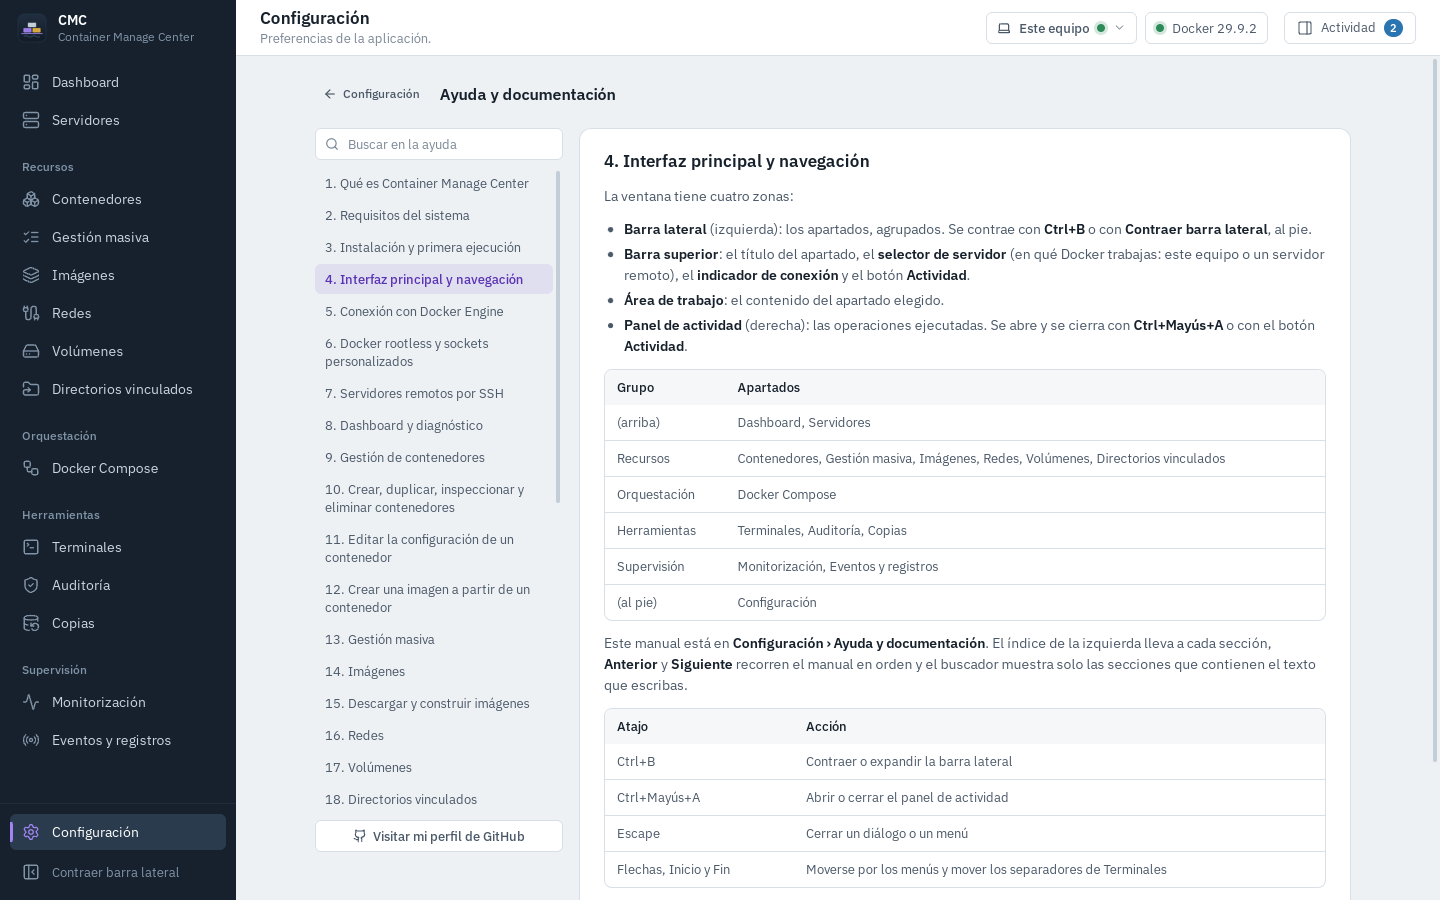 CMC
Container Manage Center
Dashboard
Servidores
Recursos
Contenedores
Gestión masiva
Imágenes
Redes
Volúmenes
Directorios vinculados
Orquestación
Docker Compose
Herramientas
Terminales
Auditoría
Copias
Supervisión
Monitorización
Eventos y registros
Configuración
Contraer barra lateral
Configuración
Preferencias de la aplicación.
Este equipo
Docker 29.9.2
Actividad 2
Configuración
Ayuda y documentación
Buscar en la ayuda
1. Qué es Container Manage Center
2. Requisitos del sistema
3. Instalación y primera ejecución
4. Interfaz principal y navegación
5. Conexión con Docker Engine
6. Docker rootless y sockets
personalizados
7. Servidores remotos por SSH
8. Dashboard y diagnóstico
9. Gestión de contenedores
10. Crear, duplicar, inspeccionar y
eliminar contenedores
11. Editar la configuración de un
contenedor
12. Crear una imagen a partir de un
contenedor
13. Gestión masiva
14. Imágenes
15. Descargar y construir imágenes
16. Redes
17. Volúmenes
18. Directorios vinculados
Visitar mi perfil de GitHub
4. Interfaz principal y navegación
La ventana tiene cuatro zonas:
• Barra lateral (izquierda): los apartados, agrupados. Se contrae con Ctrl+B o con Contraer barra lateral, al pie.
• Barra superior: el título del apartado, el selector de servidor (en qué Docker trabajas: este equipo o un servidor
remoto), el indicador de conexión y el botón Actividad.
• Área de trabajo: el contenido del apartado elegido.
• Panel de actividad (derecha): las operaciones ejecutadas. Se abre y se cierra con Ctrl+Mayús+A o con el botón
Actividad.
Grupo Apartados
(arriba) Dashboard, Servidores
Recursos Contenedores, Gestión masiva, Imágenes, Redes, Volúmenes, Directorios vinculados
Orquestación Docker Compose
Herramientas Terminales, Auditoría, Copias
Supervisión Monitorización, Eventos y registros
(al pie) Configuración
Este manual está en Configuración › Ayuda y documentación. El índice de la izquierda lleva a cada sección,
Anterior y Siguiente recorren el manual en orden y el buscador muestra solo las secciones que contienen el texto
que escribas.
Atajo Acción
Ctrl+B Contraer o expandir la barra lateral
Ctrl+Mayús+A Abrir o cerrar el panel de actividad
Escape Cerrar un diálogo o un menú
Flechas, Inicio y Fin Moverse por los menús y mover los separadores de Terminales